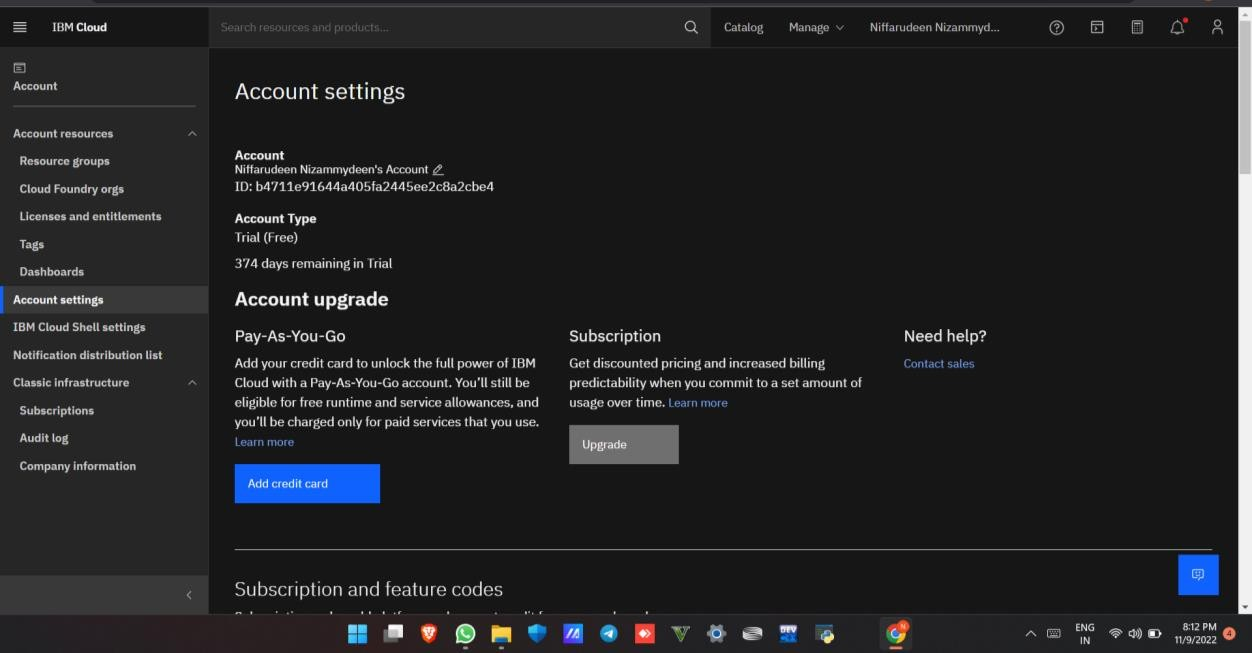 IBM Cloud
Search resources and products...
Catalog
Manage
Niffarudeen Nizammyd...
Account
Account resources
Resource groups
Cloud Foundry orgs
Licenses and entitlements
Tags
Dashboards
Account settings
IBM Cloud Shell settings
Notification distribution list
Classic infrastructure
Subscriptions
Audit log
Company information
Account settings
Account
Niffarudeen Nizammydeen's Account
ID: b4711e91644a405fa2445ee2c8a2cbe4
Account Type
Trial (Free)
374 days remaining in Trial
Account upgrade
Pay-As-You-Go
Add your credit card to unlock the full power of IBM
Cloud with a Pay-As-You-Go account. You'll still be
eligible for free runtime and service allowances, and
you'll be charged only for paid services that you use.
Learn more
Add credit card
Subscription
Get discounted pricing and increased billing
predictability when you commit to a set amount of
usage over time. Learn more
Upgrade
Need help?
Contact sales
Subscription and feature codes
DEV
N
ENG
IN
8:12 PM
11/9/2022
4